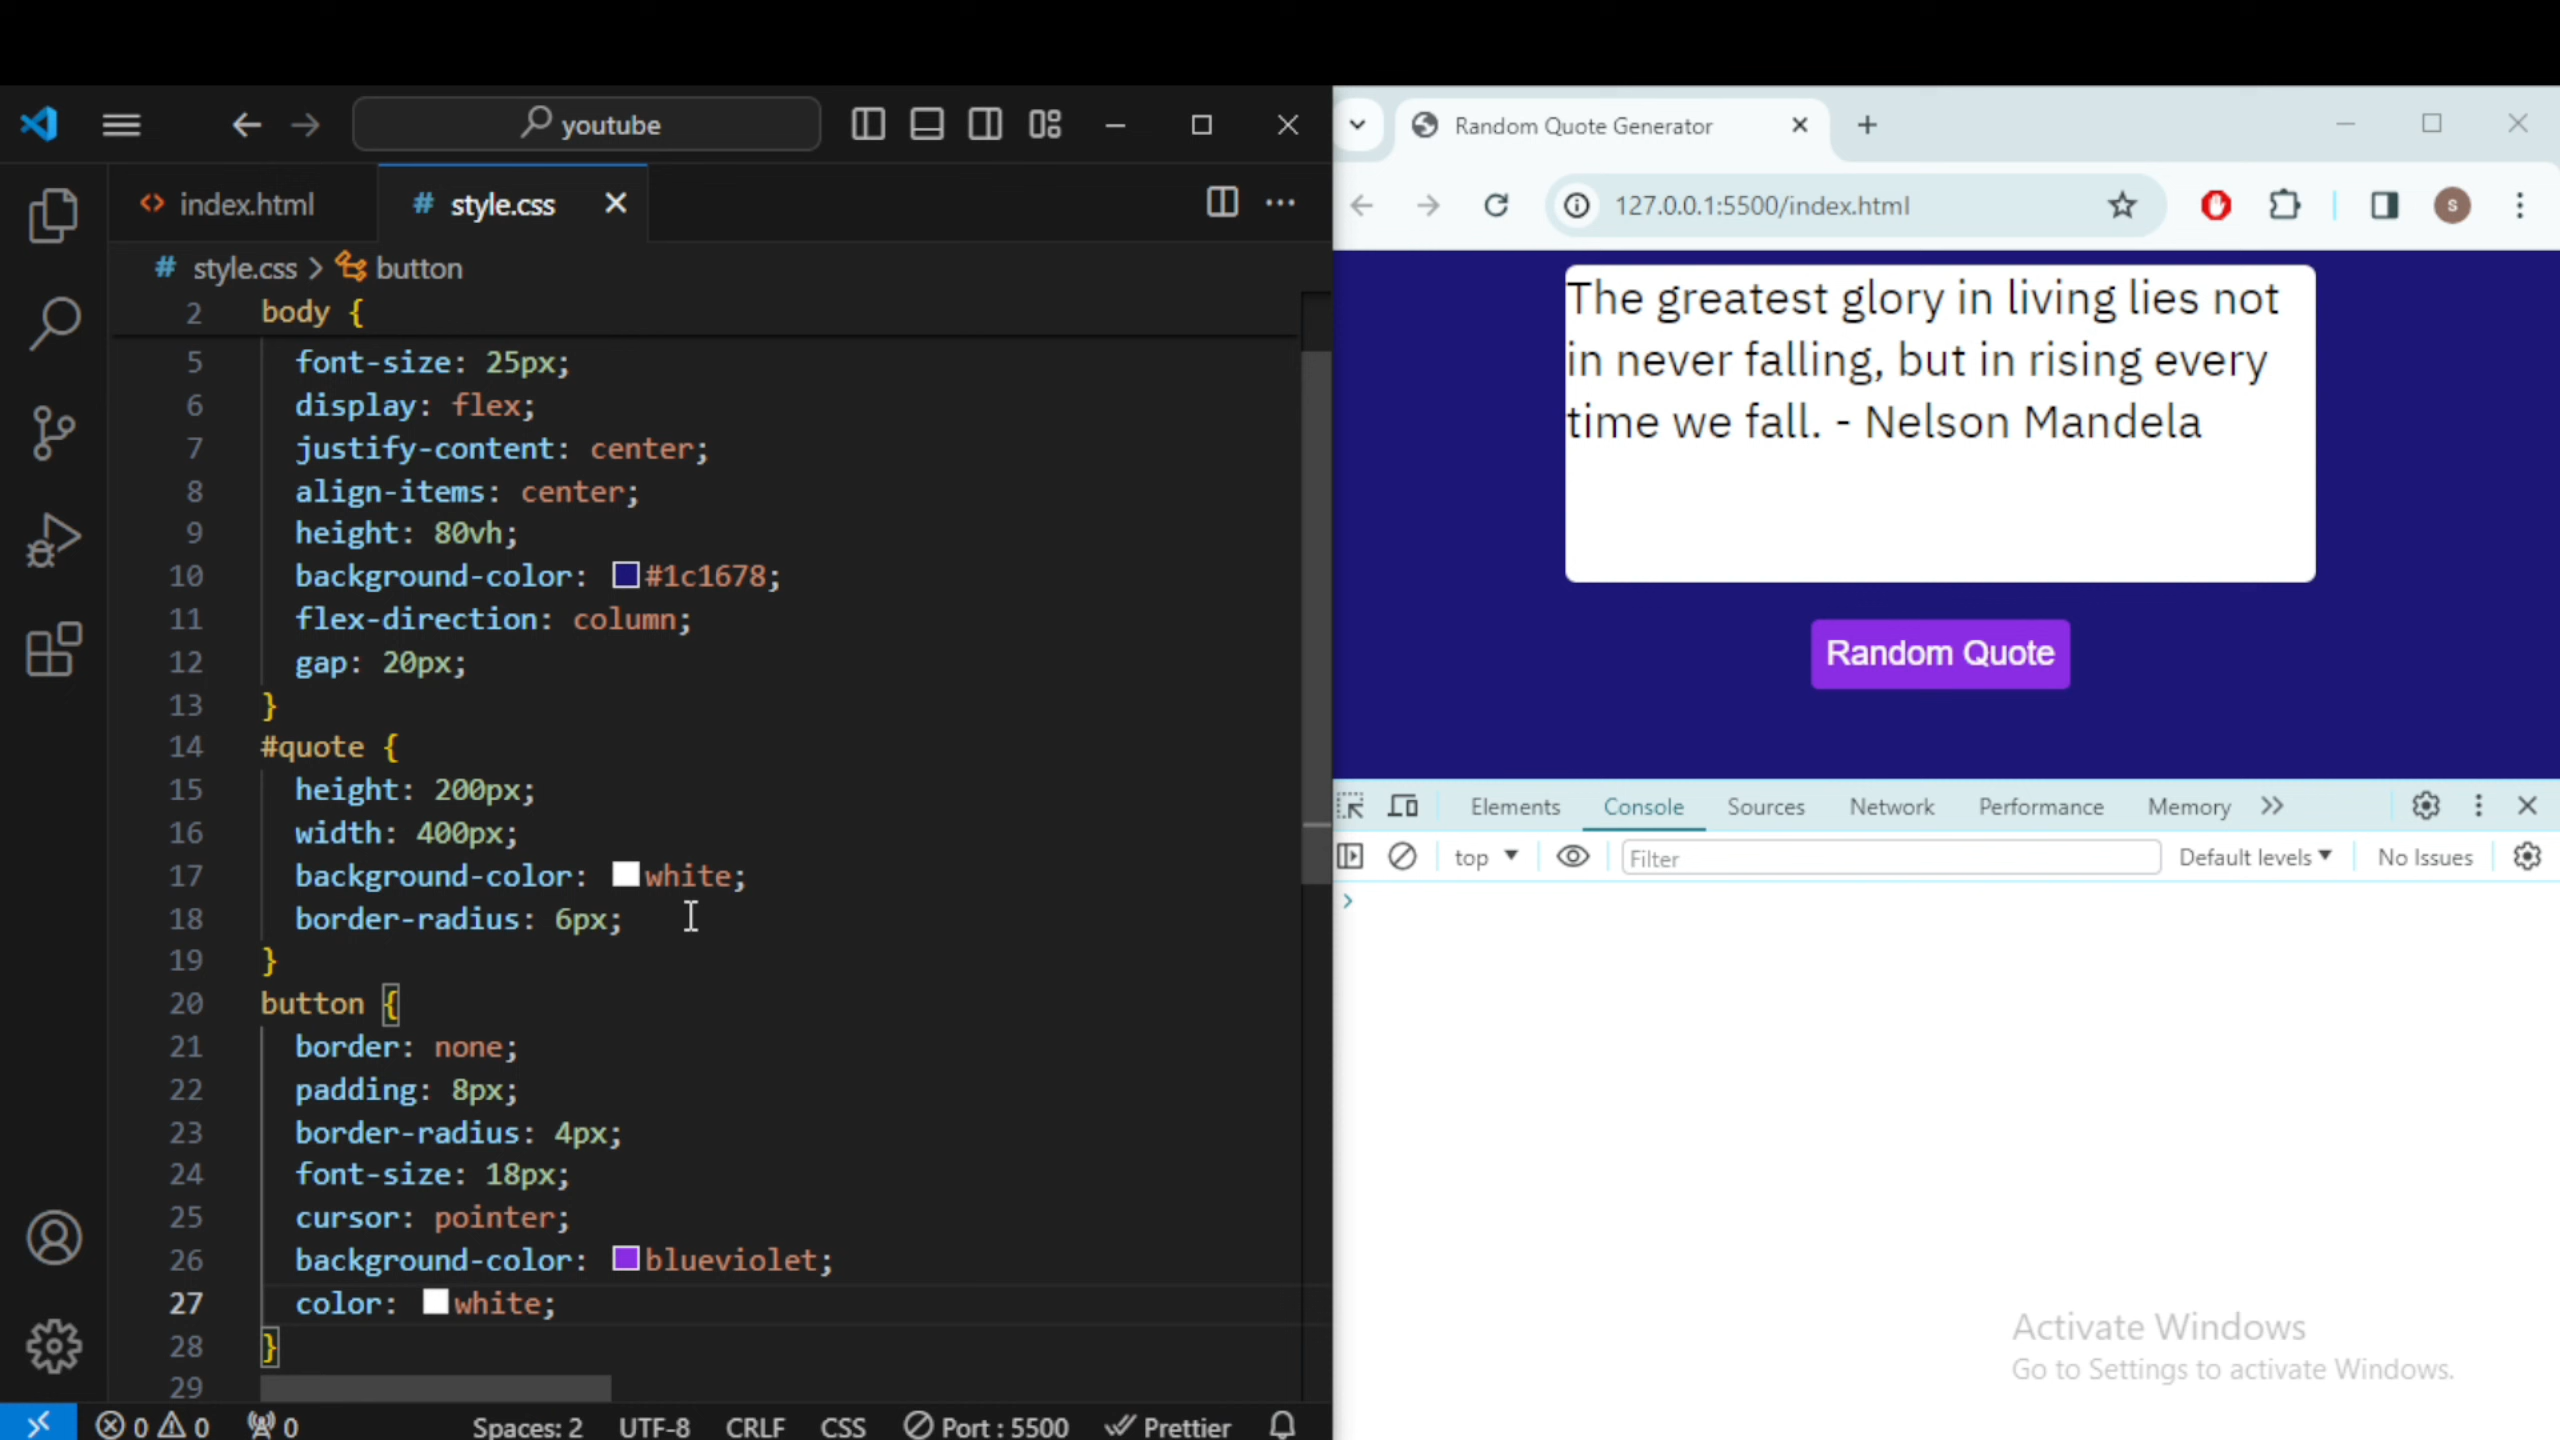 youtube
index.html
# style.css
# style.css > button
2 body {
5 font-size: 25px;
6 display: flex;
7 justify-content: center;
8 align-items: center;
9 height: 80vh;
10 background-color: #1c1678;
11 flex-direction: column;
12 gap: 20px;
13 }
14 #quote {
15 height: 200px;
16 width: 400px;
17 background-color: white;
18 border-radius: 6px;
19 }
20 button {
21 border: none;
22 padding: 8px;
23 border-radius: 4px;
24 font-size: 18px;
25 cursor: pointer;
26 background-color: blueviolet;
27 color: white;
28 }
29
0 0 0 Spaces: 2 UTF-8 CRLF CSS Port : 5500 Prettier
Random Quote Generator
127.0.0.1:5500/index.html
s
The greatest glory in living lies not
in never falling, but in rising every
time we fall. - Nelson Mandela
Random Quote
Elements Console Sources Network Performance Memory
top Filter Default levels No Issues
Activate Windows
Go to Settings to activate Windows.